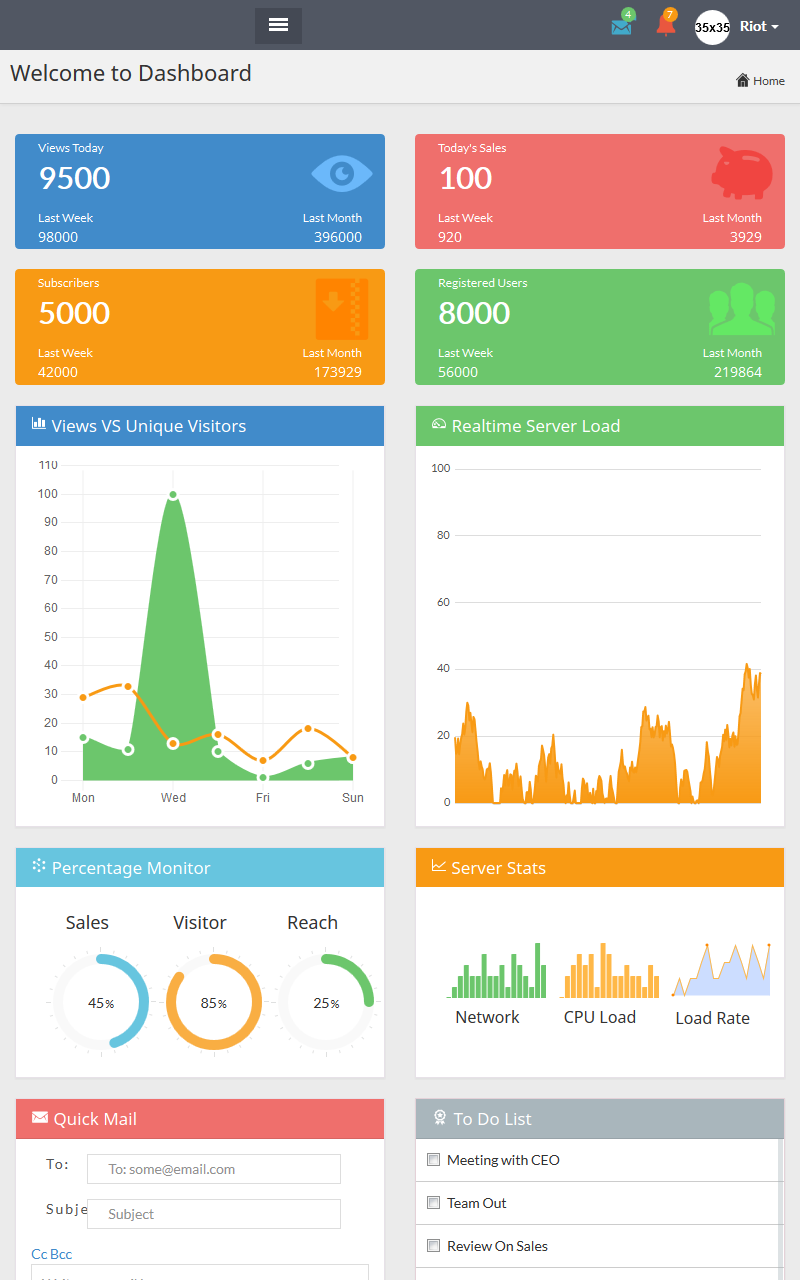 4
7
35x35
Riot
Welcome to Dashboard
Home
Views Today
9500
Last Week
Last Month
98000
396000
Today's Sales
100
Last Week
Last Month
920
3929
Subscribers
5000
Last Week
Last Month
42000
173929
Registered Users
8000
Last Week
Last Month
56000
219864
Views VS Unique Visitors
110
100
90
80
70
60
50
40
30
20
10
0
Mon
Wed
Fri
Sun
Realtime Server Load
100
80
60
40
20
0
Percentage Monitor
Sales
Visitor
Reach
45%
85%
25%
Server Stats
Network
CPU Load
Load Rate
Quick Mail
To:
To: some@email.com
Subje
Subject
Cc Bcc
To Do List
Meeting with CEO
Team Out
Review On Sales